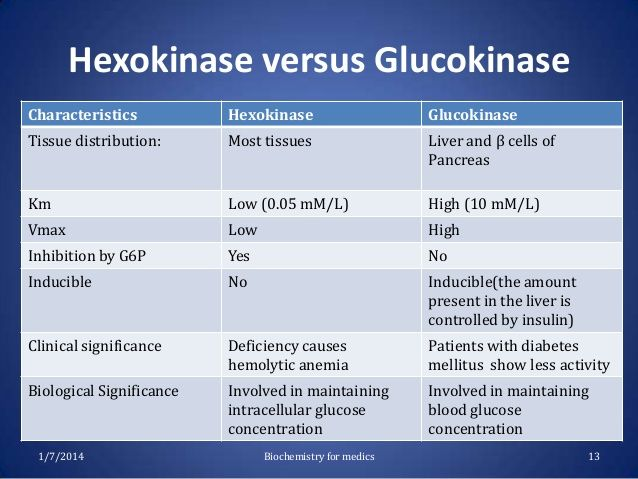 Hexokinase versus Glucokinase
Characteristics Hexokinase Glucokinase
Tissue distribution: Most tissues Liver and β cells of
Pancreas
Km Low (0.05 mM/L) High (10 mM/L)
Vmax Low High
Inhibition by G6P Yes No
Inducible No Inducible(the amount
present in the liver is
controlled by insulin)
Clinical significance Deficiency causes Patients with diabetes
hemolytic anemia mellitus show less activity
Biological Significance Involved in maintaining Involved in maintaining
intracellular glucose blood glucose
concentration concentration
1/7/2014 Biochemistry for medics 13